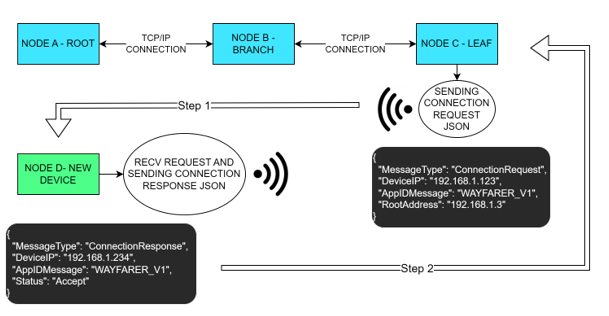 NODE A - ROOT
TCP/IP
CONNECTION
NODE B -
BRANCH
TCP/IP
CONNECTION
NODE C - LEAF
SENDING
CONNECTION
REQUEST
JSON
Step 1
{
"MessageType": "ConnectionRequest",
"DeviceIP": "192.168.1.123",
"AppIDMessage": "WAYFARER_V1",
"RootAddress": "192.168.1.3"
}
NODE D- NEW
DEVICE
RECV REQUEST AND
SENDING CONNECTION
RESPONSE JSON
{
"MessageType": "ConnectionResponse",
"DeviceIP": "192.168.1.234",
"AppIDMessage": "WAYFARER_V1",
"Status": "Accept"
}
Step 2